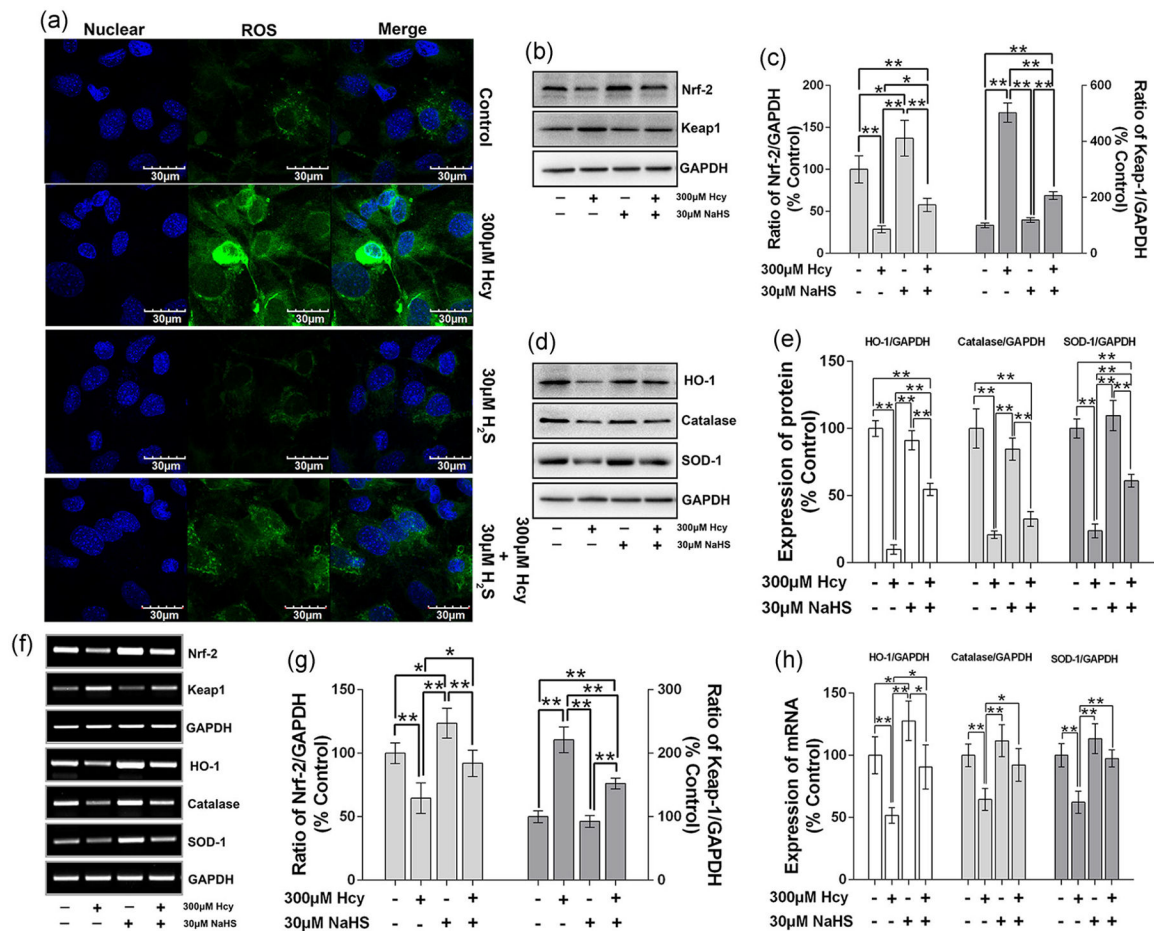 (a)
Nuclear ROS Merge
30μm 30μm 30μm
Control
30μm 30μm 30μm
300μM Hcy
30μm 30μm 30μm
30μM H2S
30μm 30μm 30μm
300μM Hcy
+
30μM H2S
(b)
Nrf-2
Keap1
GAPDH
– + – + 300μM Hcy
– – + + 30μM NaHS
(c)
Ratio of Nrf-2/GAPDH
(% Control)
200
150
100
50
0
** ** * * ** ** **
** ** ** ** **
600
400
200
0
Ratio of Keap-1/GAPDH
(% Control)
300μM Hcy - + - + - + - +
30μM NaHS - - + + - - + +
(d)
HO-1
Catalase
SOD-1
GAPDH
– + – + 300μM Hcy
– – + + 30μM NaHS
(e)
HO-1/GAPDH Catalase/GAPDH SOD-1/GAPDH
Expression of protein
(% Control)
150
100
50
0
** ** ** ** **
** ** ** **
** ** ** ** **
300μM Hcy - + - + - + - + - + - +
30μM NaHS - - + + - - + + - - + +
(f)
Nrf-2
Keap1
GAPDH
HO-1
Catalase
SOD-1
GAPDH
– + – + 300μM Hcy
– – + + 30μM NaHS
(g)
Ratio of Nrf-2/GAPDH
(% Control)
150
100
50
0
* * ** ** **
** ** ** ** **
300
200
100
0
Ratio of Keap-1/GAPDH
(% Control)
300μM Hcy - + - + - + - +
30μM NaHS - - + + - - + +
(h)
HO-1/GAPDH Catalase/GAPDH SOD-1/GAPDH
Expression of mRNA
(% Control)
150
100
50
0
* * ** * **
* ** **
** ** **
300μM Hcy - + - + - + - + - + - +
30μM NaHS - - + + - - + + - - + +